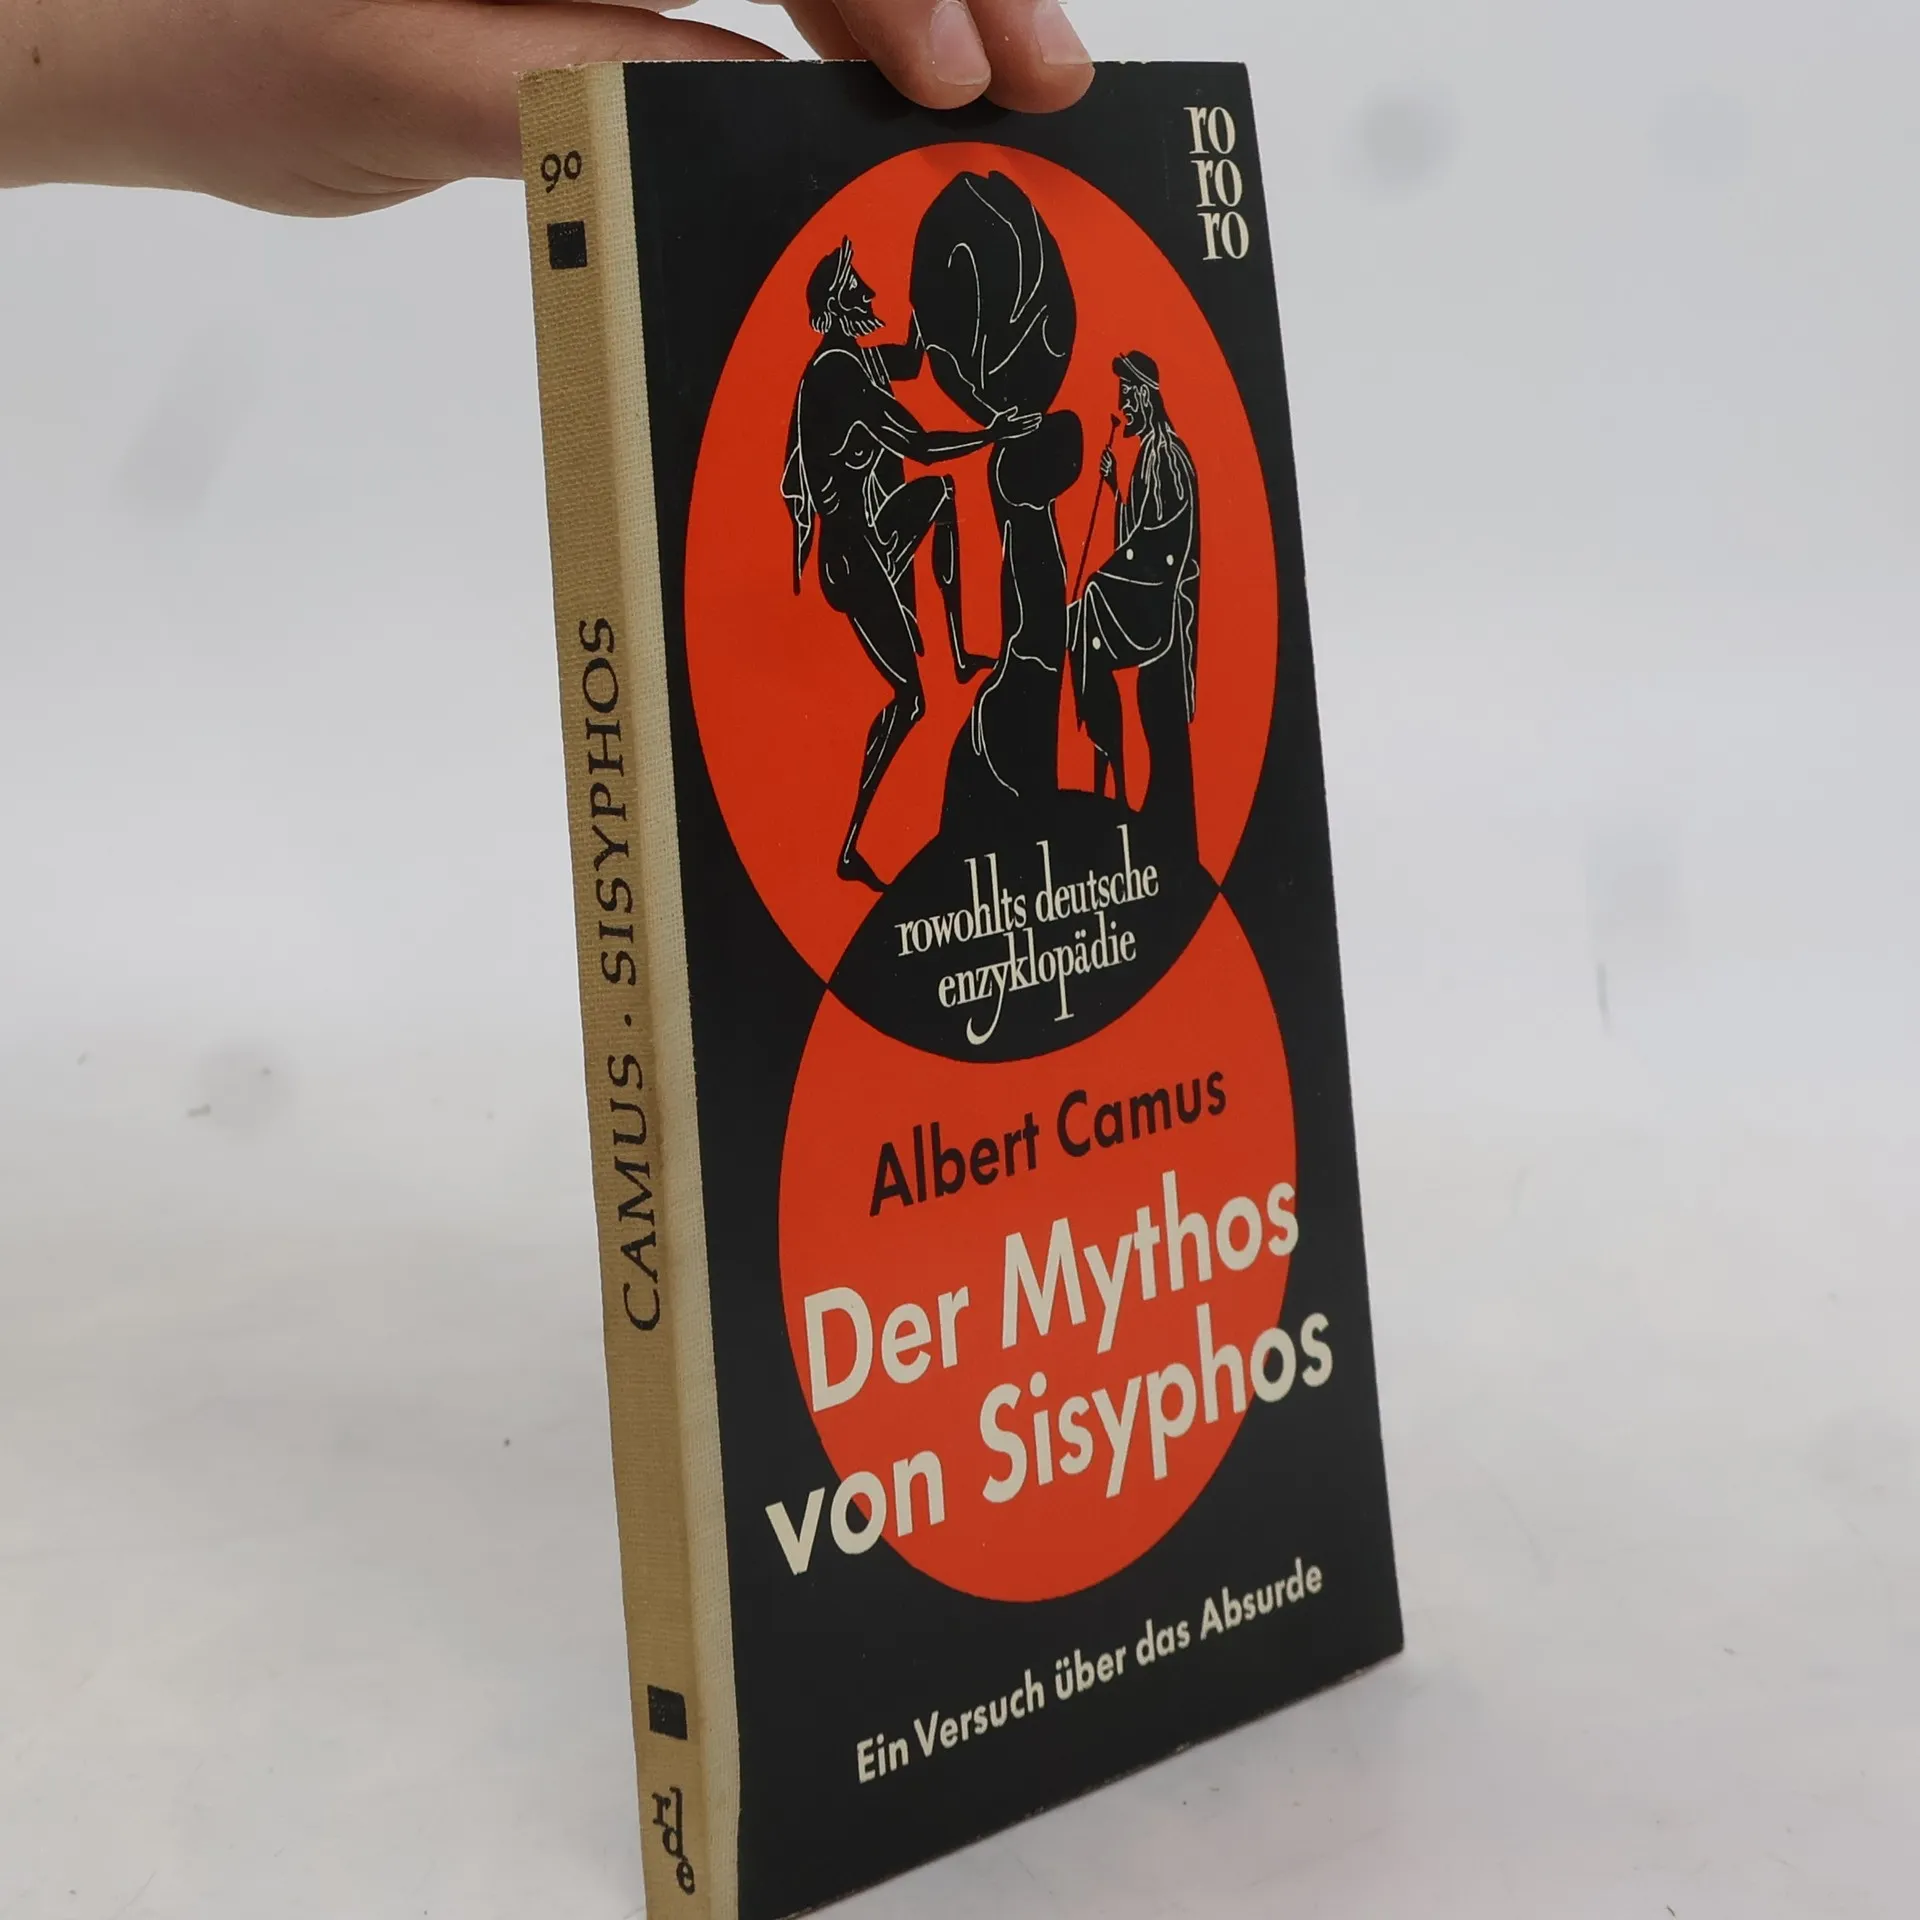 90
CAMUS · SISYPHOS
rde
ro
ro
ro
rowohlts deutsche
enzyklopädie
Albert Camus
Der Mythos
von Sisyphos
Ein Versuch über das Absurde